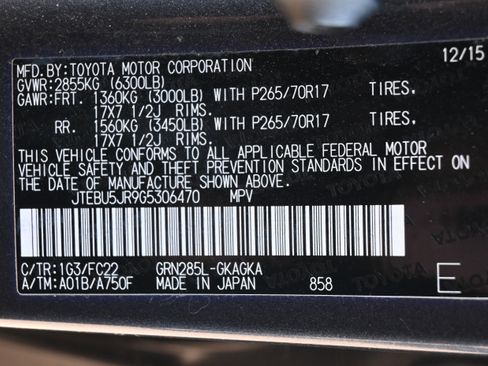 12/15
MFD.BY:TOYOTA MOTOR CORPORATION
GVWR:2855KG (6300LB)
GAWR:FRT. 1360KG (3000LB) WITH P265/70R17 TIRES,
17X7 1/2J RIMS.
RR. 1560KG (3450LB) WITH P265/70R17 TIRES,
17X7 1/2J RIMS.
THIS VEHICLE CONFORMS TO ALL APPLICABLE FEDERAL MOTOR
VEHICLE SAFETY AND THEFT PREVENTION STANDARDS IN EFFECT
ON THE DATE OF MANUFACTURE SHOWN ABOVE.
JTEBU5JR9G5306470 MPV
C/TR:1G3/FC22 GRN285L-GKAGKA
A/TM:A01B/A750F MADE IN JAPAN 858
E